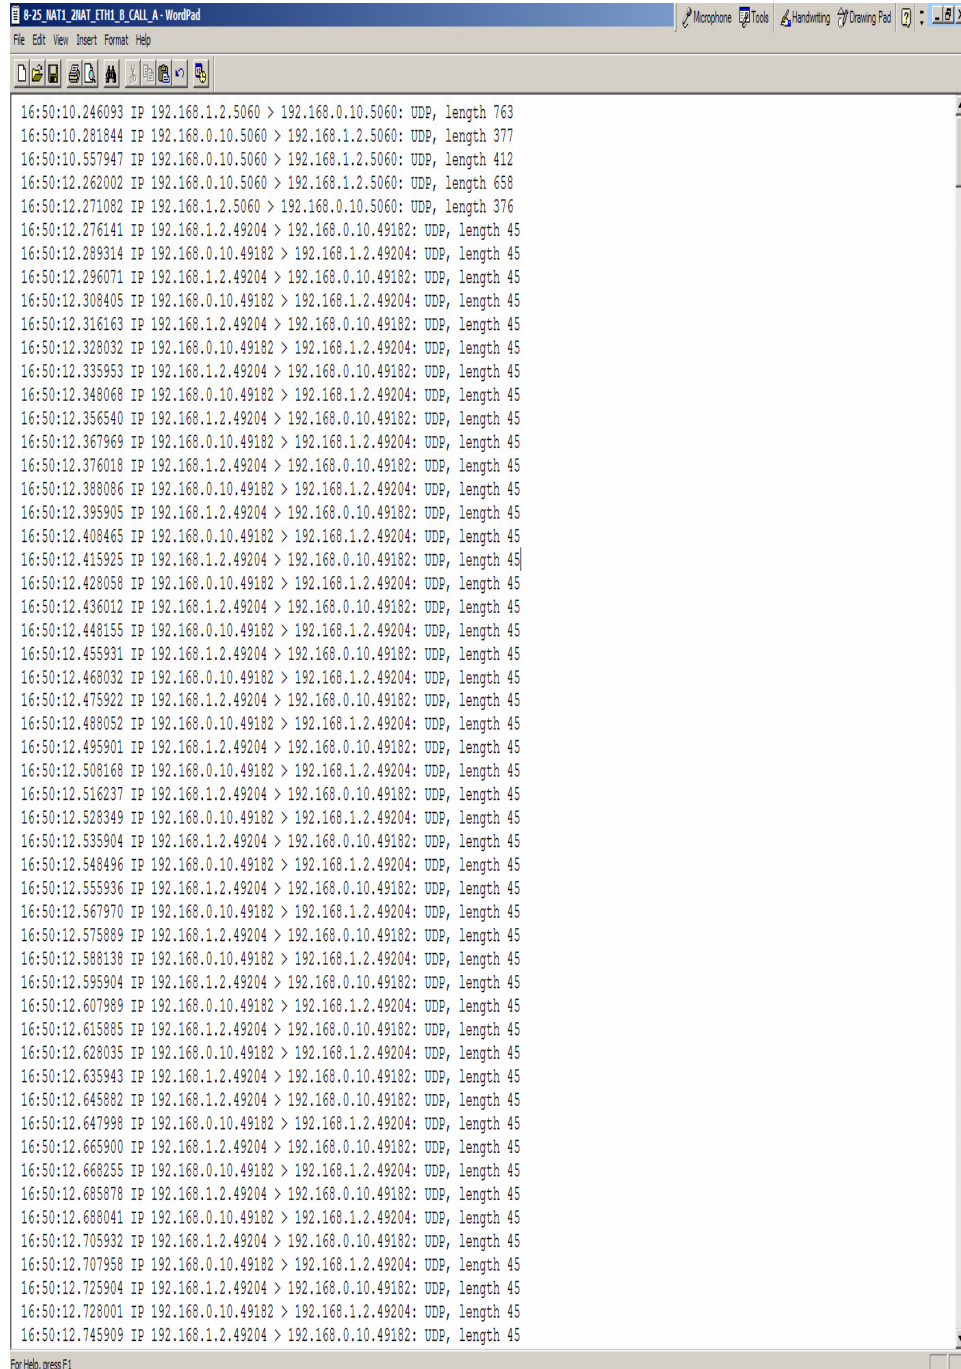 8-25_NAT1_2NAT_ETH1_B_CALL_A - WordPad
Microphone Tools Handwriting Drawing Pad
File Edit View Insert Format Help
16:50:10.246093 IP 192.168.1.2.5060 > 192.168.0.10.5060: UDP, length 763
16:50:10.281844 IP 192.168.0.10.5060 > 192.168.1.2.5060: UDP, length 377
16:50:10.557947 IP 192.168.0.10.5060 > 192.168.1.2.5060: UDP, length 412
16:50:12.262002 IP 192.168.0.10.5060 > 192.168.1.2.5060: UDP, length 658
16:50:12.271082 IP 192.168.1.2.5060 > 192.168.0.10.5060: UDP, length 376
16:50:12.276141 IP 192.168.1.2.49204 > 192.168.0.10.49182: UDP, length 45
16:50:12.289314 IP 192.168.0.10.49182 > 192.168.1.2.49204: UDP, length 45
16:50:12.296071 IP 192.168.1.2.49204 > 192.168.0.10.49182: UDP, length 45
16:50:12.308405 IP 192.168.0.10.49182 > 192.168.1.2.49204: UDP, length 45
16:50:12.316163 IP 192.168.1.2.49204 > 192.168.0.10.49182: UDP, length 45
16:50:12.328032 IP 192.168.0.10.49182 > 192.168.1.2.49204: UDP, length 45
16:50:12.335953 IP 192.168.1.2.49204 > 192.168.0.10.49182: UDP, length 45
16:50:12.348068 IP 192.168.0.10.49182 > 192.168.1.2.49204: UDP, length 45
16:50:12.356540 IP 192.168.1.2.49204 > 192.168.0.10.49182: UDP, length 45
16:50:12.367969 IP 192.168.0.10.49182 > 192.168.1.2.49204: UDP, length 45
16:50:12.376018 IP 192.168.1.2.49204 > 192.168.0.10.49182: UDP, length 45
16:50:12.388086 IP 192.168.0.10.49182 > 192.168.1.2.49204: UDP, length 45
16:50:12.395905 IP 192.168.1.2.49204 > 192.168.0.10.49182: UDP, length 45
16:50:12.408465 IP 192.168.0.10.49182 > 192.168.1.2.49204: UDP, length 45
16:50:12.415925 IP 192.168.1.2.49204 > 192.168.0.10.49182: UDP, length 45
16:50:12.428058 IP 192.168.0.10.49182 > 192.168.1.2.49204: UDP, length 45
16:50:12.436012 IP 192.168.1.2.49204 > 192.168.0.10.49182: UDP, length 45
16:50:12.448155 IP 192.168.0.10.49182 > 192.168.1.2.49204: UDP, length 45
16:50:12.455931 IP 192.168.1.2.49204 > 192.168.0.10.49182: UDP, length 45
16:50:12.468032 IP 192.168.0.10.49182 > 192.168.1.2.49204: UDP, length 45
16:50:12.475922 IP 192.168.1.2.49204 > 192.168.0.10.49182: UDP, length 45
16:50:12.488052 IP 192.168.0.10.49182 > 192.168.1.2.49204: UDP, length 45
16:50:12.495901 IP 192.168.1.2.49204 > 192.168.0.10.49182: UDP, length 45
16:50:12.508168 IP 192.168.0.10.49182 > 192.168.1.2.49204: UDP, length 45
16:50:12.516237 IP 192.168.1.2.49204 > 192.168.0.10.49182: UDP, length 45
16:50:12.528349 IP 192.168.0.10.49182 > 192.168.1.2.49204: UDP, length 45
16:50:12.535904 IP 192.168.1.2.49204 > 192.168.0.10.49182: UDP, length 45
16:50:12.548496 IP 192.168.0.10.49182 > 192.168.1.2.49204: UDP, length 45
16:50:12.555936 IP 192.168.1.2.49204 > 192.168.0.10.49182: UDP, length 45
16:50:12.567970 IP 192.168.0.10.49182 > 192.168.1.2.49204: UDP, length 45
16:50:12.575889 IP 192.168.1.2.49204 > 192.168.0.10.49182: UDP, length 45
16:50:12.588138 IP 192.168.0.10.49182 > 192.168.1.2.49204: UDP, length 45
16:50:12.595904 IP 192.168.1.2.49204 > 192.168.0.10.49182: UDP, length 45
16:50:12.607989 IP 192.168.0.10.49182 > 192.168.1.2.49204: UDP, length 45
16:50:12.615885 IP 192.168.1.2.49204 > 192.168.0.10.49182: UDP, length 45
16:50:12.628035 IP 192.168.0.10.49182 > 192.168.1.2.49204: UDP, length 45
16:50:12.635943 IP 192.168.1.2.49204 > 192.168.0.10.49182: UDP, length 45
16:50:12.645882 IP 192.168.1.2.49204 > 192.168.0.10.49182: UDP, length 45
16:50:12.647998 IP 192.168.0.10.49182 > 192.168.1.2.49204: UDP, length 45
16:50:12.665900 IP 192.168.1.2.49204 > 192.168.0.10.49182: UDP, length 45
16:50:12.668255 IP 192.168.0.10.49182 > 192.168.1.2.49204: UDP, length 45
16:50:12.685878 IP 192.168.1.2.49204 > 192.168.0.10.49182: UDP, length 45
16:50:12.688041 IP 192.168.0.10.49182 > 192.168.1.2.49204: UDP, length 45
16:50:12.705932 IP 192.168.1.2.49204 > 192.168.0.10.49182: UDP, length 45
16:50:12.707958 IP 192.168.0.10.49182 > 192.168.1.2.49204: UDP, length 45
16:50:12.725904 IP 192.168.1.2.49204 > 192.168.0.10.49182: UDP, length 45
16:50:12.728001 IP 192.168.0.10.49182 > 192.168.1.2.49204: UDP, length 45
16:50:12.745909 IP 192.168.1.2.49204 > 192.168.0.10.49182: UDP, length 45
For Help, press F1